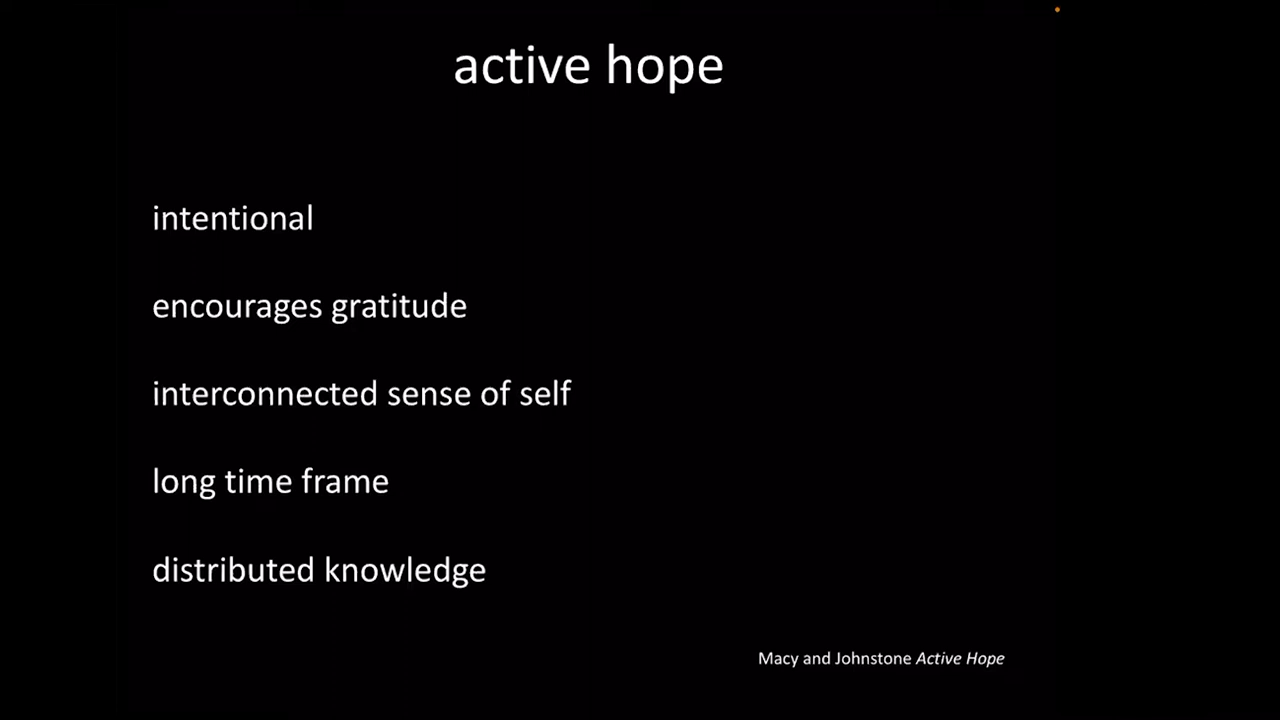 active hope
intentional
encourages gratitude
interconnected sense of self
long time frame
distributed knowledge
Macy and Johnstone Active Hope